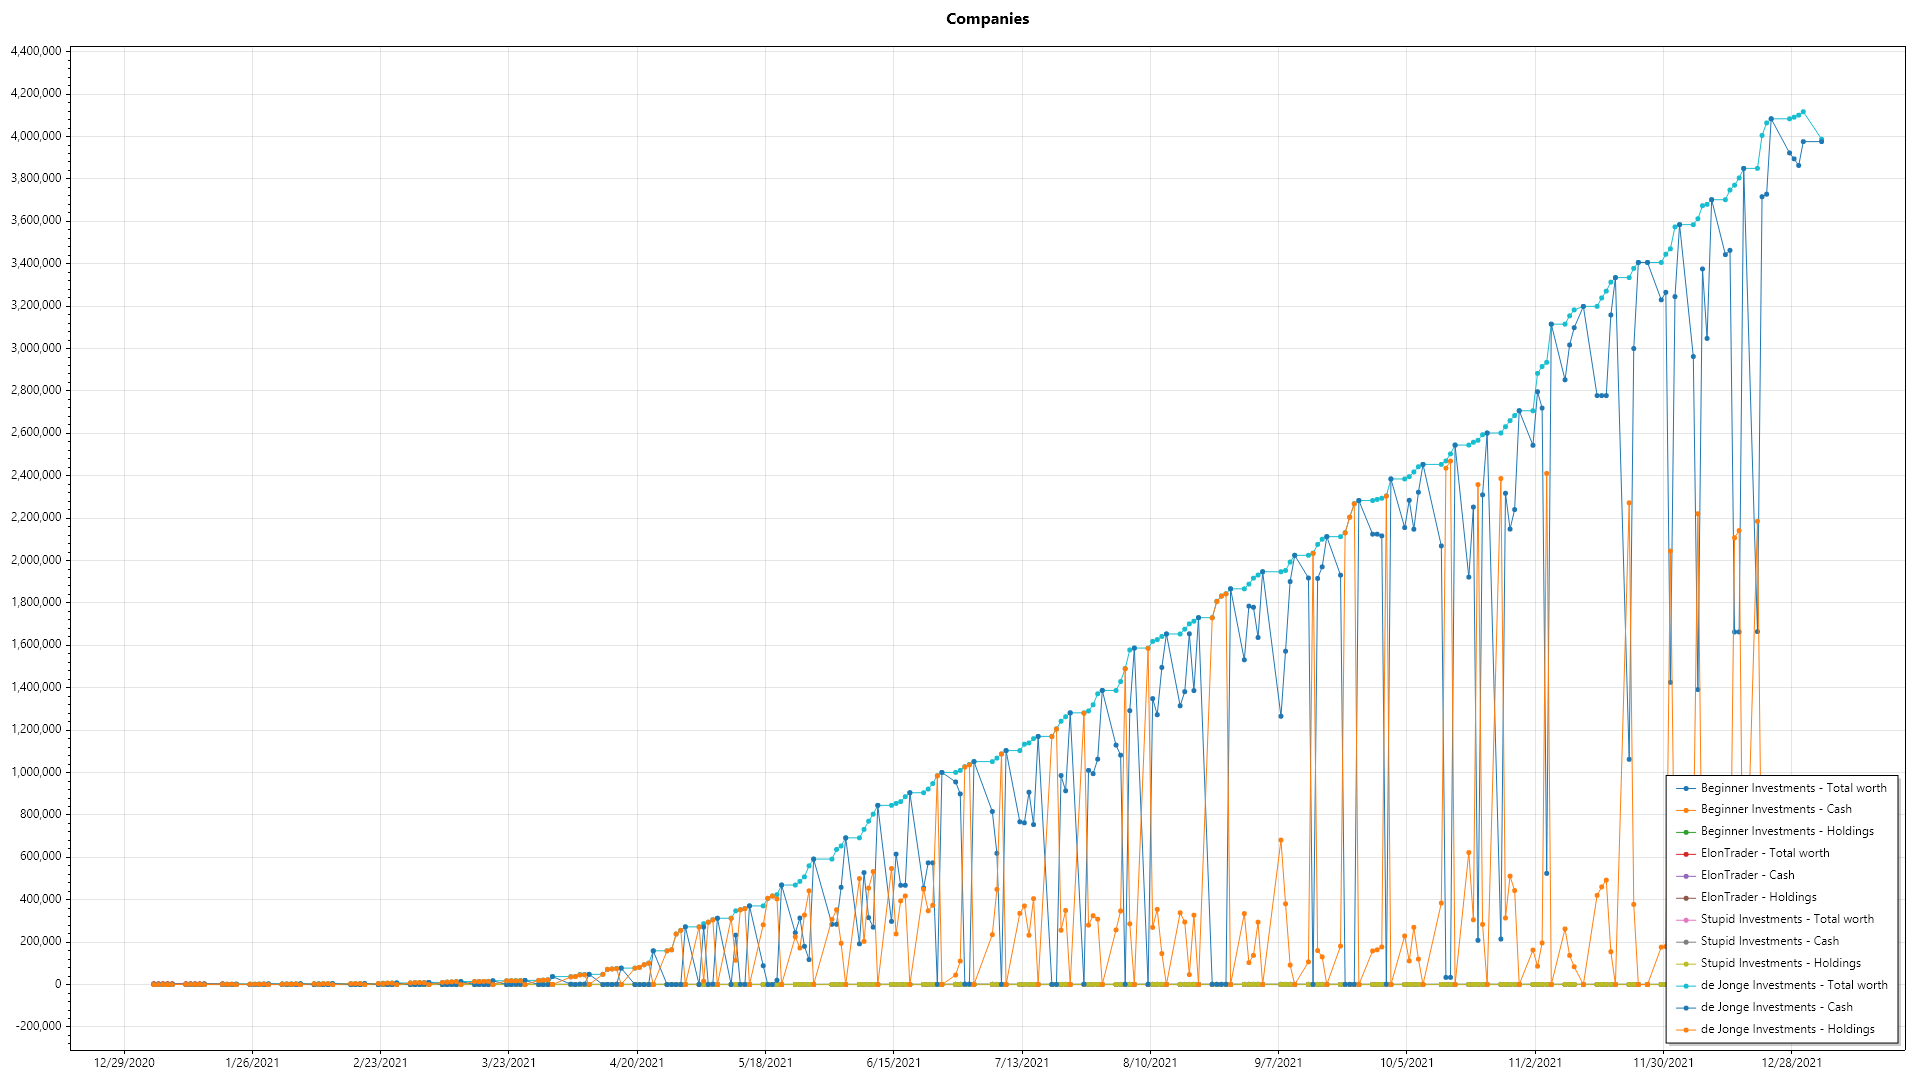 Companies
4,400,000
4,200,000
4,000,000
3,800,000
3,600,000
3,400,000
3,200,000
3,000,000
2,800,000
2,600,000
2,400,000
2,200,000
2,000,000
1,800,000
1,600,000
1,400,000
1,200,000
1,000,000
800,000
600,000
400,000
200,000
0
-200,000
Beginner Investments - Total worth
Beginner Investments - Cash
Beginner Investments - Holdings
ElonTrader - Total worth
ElonTrader - Cash
ElonTrader - Holdings
Stupid Investments - Total worth
Stupid Investments - Cash
Stupid Investments - Holdings
de Jonge Investments - Total worth
de Jonge Investments - Cash
de Jonge Investments - Holdings
12/29/2020 1/26/2021 2/23/2021 3/23/2021 4/20/2021 5/18/2021 6/15/2021 7/13/2021 8/10/2021 9/7/2021 10/5/2021 11/2/2021 11/30/2021 12/28/2021